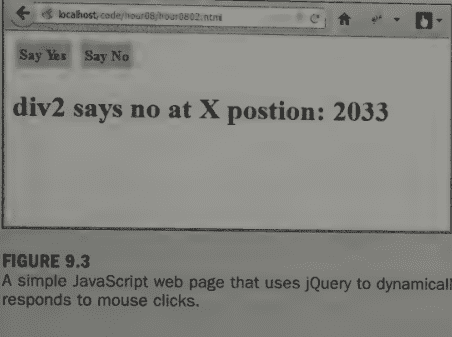 localhost/code/hour08/hour0802.html
Say Yes Say No
div2 says no at X postion: 2033
FIGURE 9.3
A simple JavaScript web page that uses jQuery to dynamicall
responds to mouse clicks.